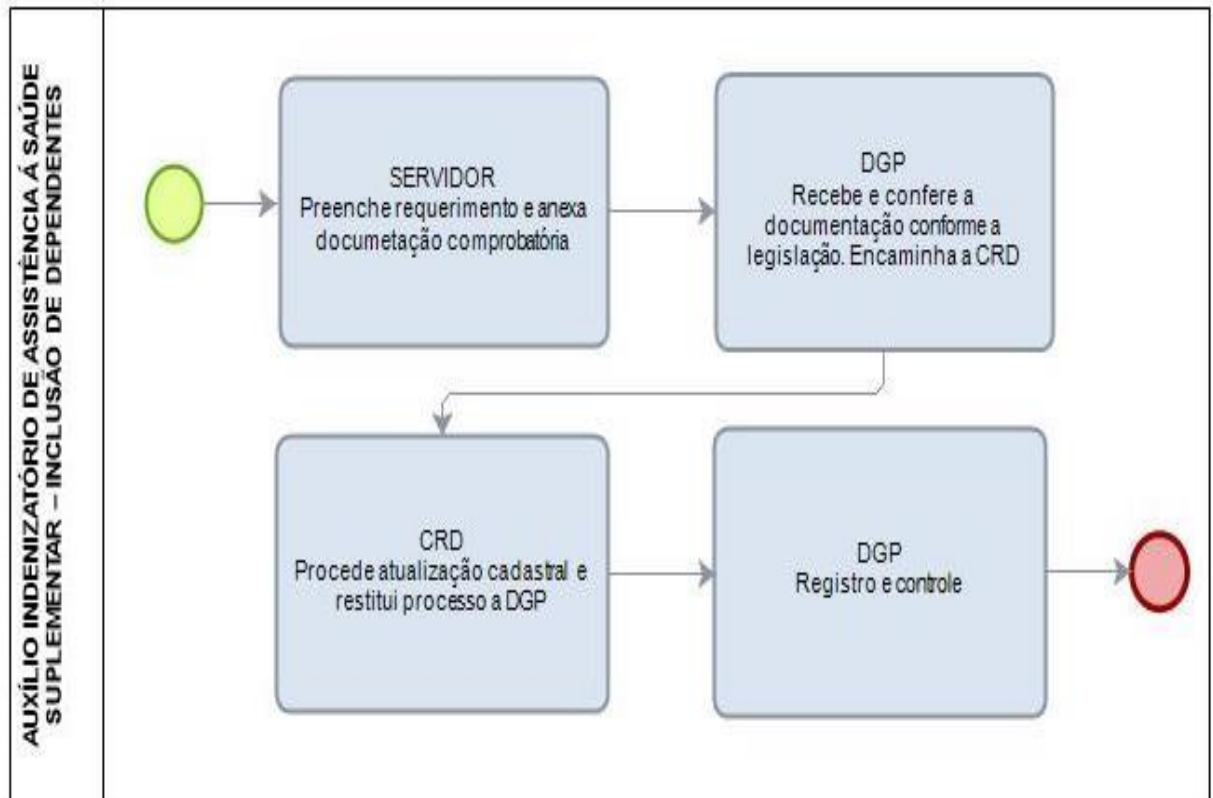 AUXÍLIO INDENIZATÓRIO DE ASSISTÊNCIA Á SAÚDE
SUPLEMENTAR – INCLUSÃO DE DEPENDENTES
SERVIDOR
Preenche requerimento e anexa
documetação comprobatória
DGP
Recebe e confere a
documentação conforme a
legislação. Encaminha a CRD
CRD
Procede atualização cadastral e
restitui processo a DGP
DGP
Registro e controle